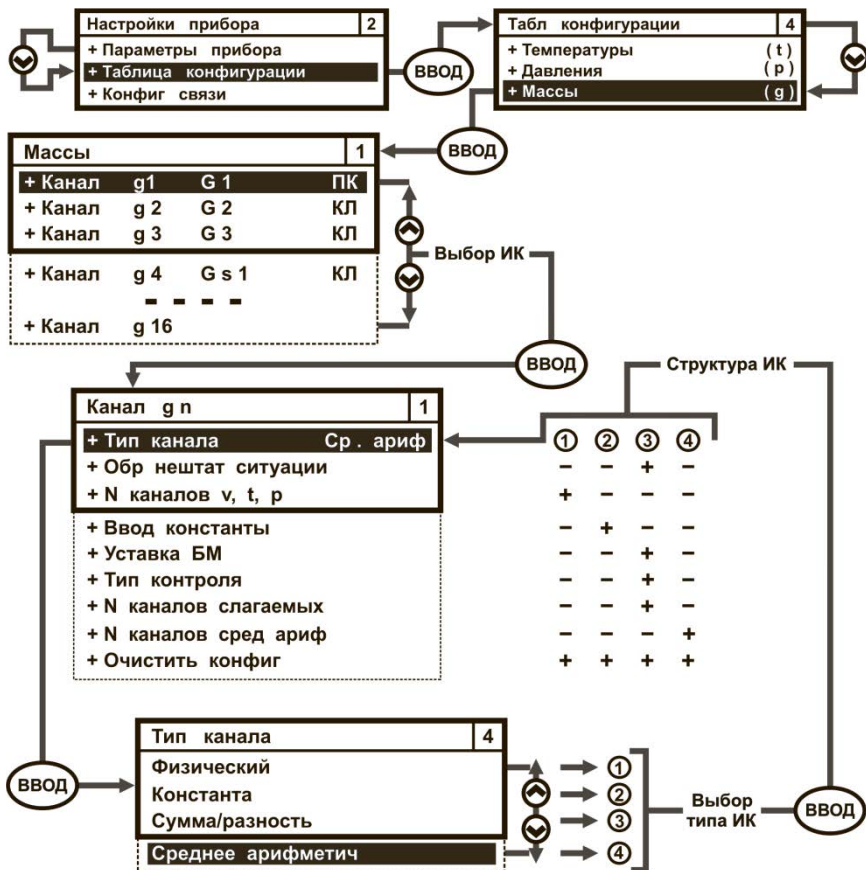 Настройки прибора 2
+ Параметры прибора
+ Таблица конфигурации
+ Конфиг связи
ВВОД
Табл конфигурации 4
+ Температуры (t)
+ Давления (p)
+ Массы (g)
ВВОД
Массы 1
+ Канал g1 G 1 ПК
+ Канал g 2 G 2 КЛ
+ Канал g 3 G 3 КЛ
+ Канал g 4 G s 1 КЛ
- - - -
+ Канал g 16
Выбор ИК
ВВОД
Структура ИК
Канал g n 1
+ Тип канала Ср . ариф 1 2 3 4
+ Обр нештат ситуации – – + –
+ N каналов v, t, p + – – –
+ Ввод константы – + – –
+ Уставка БМ – – + –
+ Тип контроля – – + –
+ N каналов слагаемых – – + –
+ N каналов сред ариф – – – +
+ Очистить конфиг + + + +
ВВОД
Тип канала 4
Физический 1
Константа 2
Сумма/разность 3
Среднее арифметич 4
Выбор
типа ИК
ВВОД